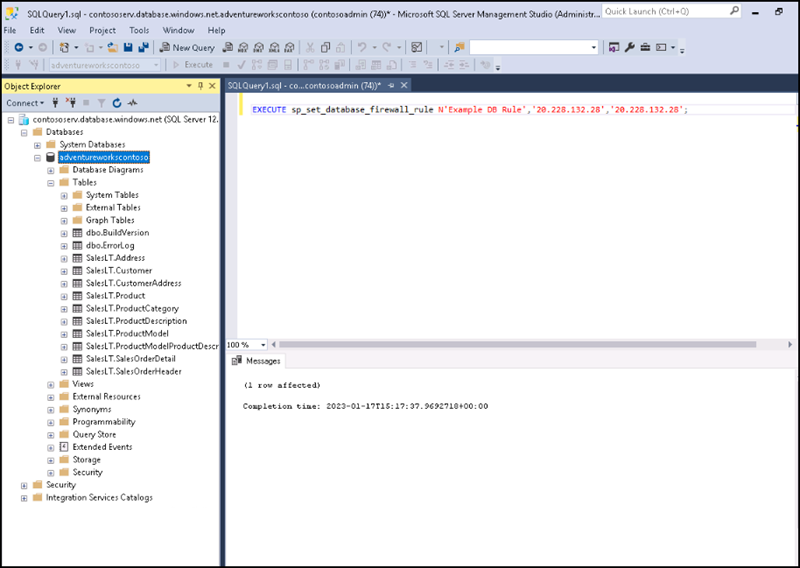 SQLQuery1.sql - contososerv.database.windows.net.adventureworkscontoso (contosoadmin (74))* - Microsoft SQL Server Management Studio (Administr...
Quick Launch (Ctrl+Q)
File Edit View Project Tools Window Help
New Query
adventureworkscontoso
Execute
Object Explorer
SQLQuery1.sql - co...contosoadmin (74))*
Connect
EXECUTE sp_set_database_firewall_rule N'Example DB Rule','20.228.132.28','20.228.132.28';
contososerv.database.windows.net (SQL Server 12.
Databases
System Databases
adventureworkscontoso
Database Diagrams
Tables
System Tables
External Tables
Graph Tables
dbo.BuildVersion
dbo.ErrorLog
SalesLT.Address
SalesLT.Customer
SalesLT.CustomerAddress
SalesLT.Product
SalesLT.ProductCategory
SalesLT.ProductDescription
SalesLT.ProductModel
SalesLT.ProductModelProductDescr
SalesLT.SalesOrderDetail
SalesLT.SalesOrderHeader
Views
External Resources
Synonyms
Programmability
Query Store
Extended Events
Storage
Security
Security
Integration Services Catalogs
100 %
Messages
(1 row affected)
Completion time: 2023-01-17T15:17:37.9692718+00:00